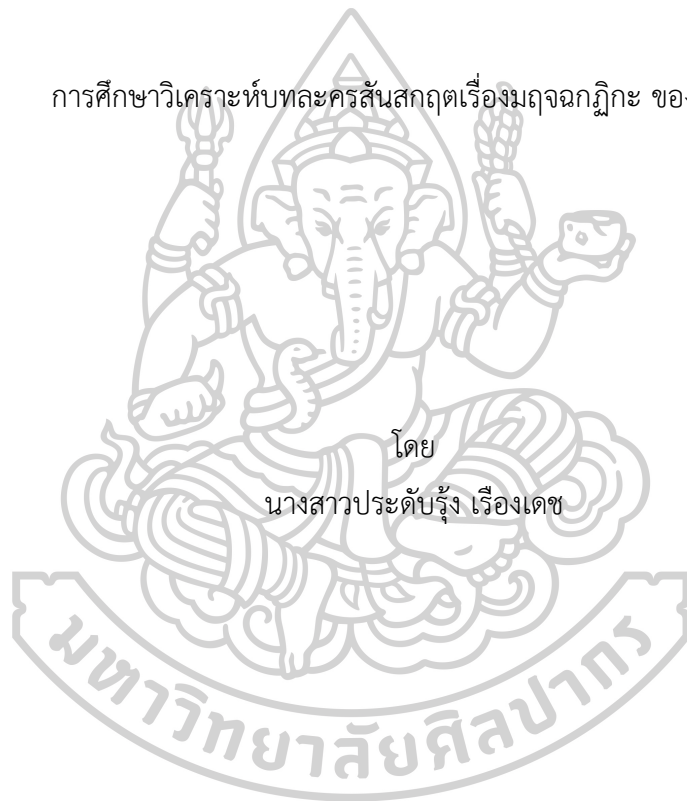 การศึกษาวิเคราะห์บทละครสันสกฤตเรื่องมฤจฉกฏิกะ ของ
โดย
นางสาวประดับรุ้ง เรืองเดช
มหาวิทยาลัยศิลปากร